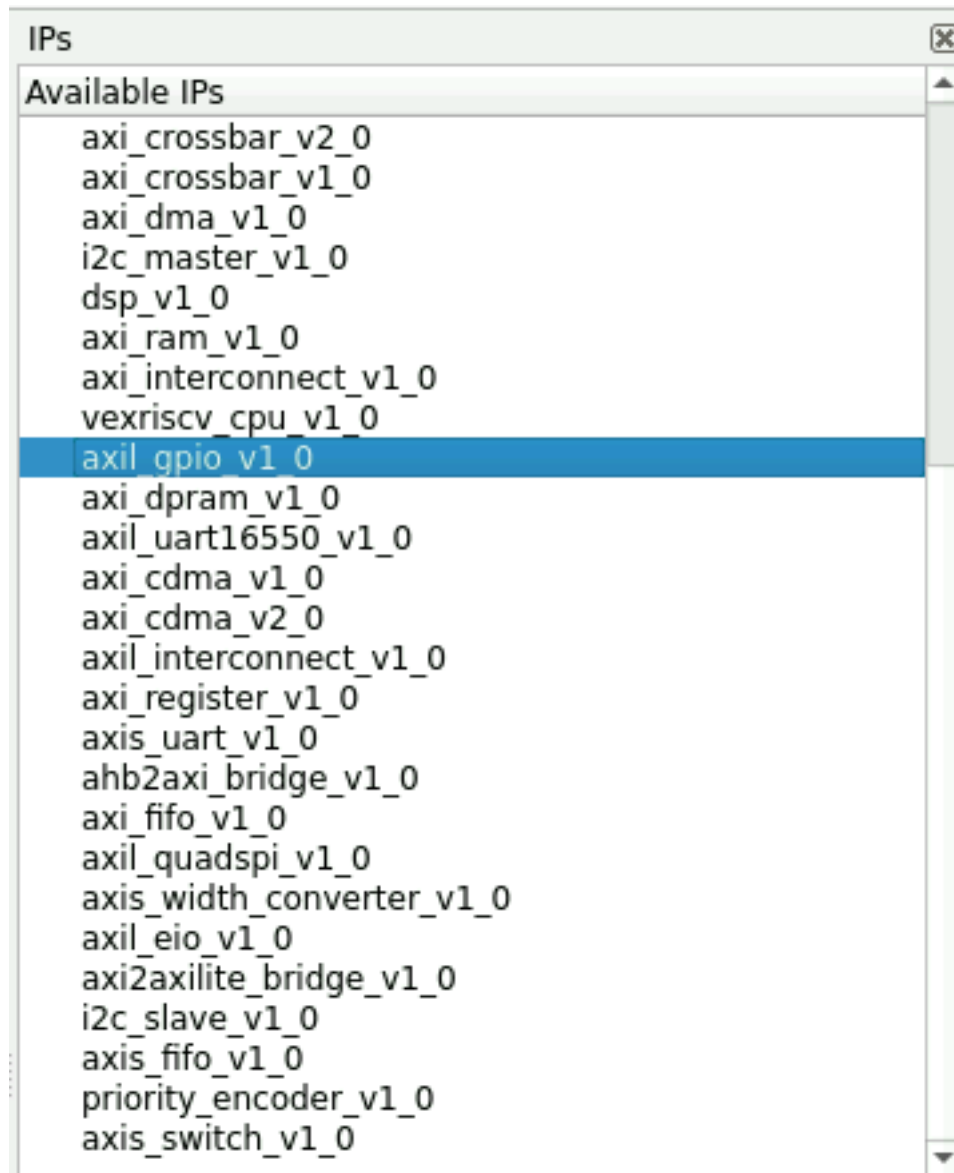 IPs
Available IPs
axi_crossbar_v2_0
axi_crossbar_v1_0
axi_dma_v1_0
i2c_master_v1_0
dsp_v1_0
axi_ram_v1_0
axi_interconnect_v1_0
vexriscv_cpu_v1_0
axil_gpio_v1_0
axi_dpram_v1_0
axil_uart16550_v1_0
axi_cdma_v1_0
axi_cdma_v2_0
axil_interconnect_v1_0
axi_register_v1_0
axis_uart_v1_0
ahb2axi_bridge_v1_0
axi_fifo_v1_0
axil_quadspi_v1_0
axis_width_converter_v1_0
axil_eio_v1_0
axi2axilite_bridge_v1_0
i2c_slave_v1_0
axis_fifo_v1_0
priority_encoder_v1_0
axis_switch_v1_0